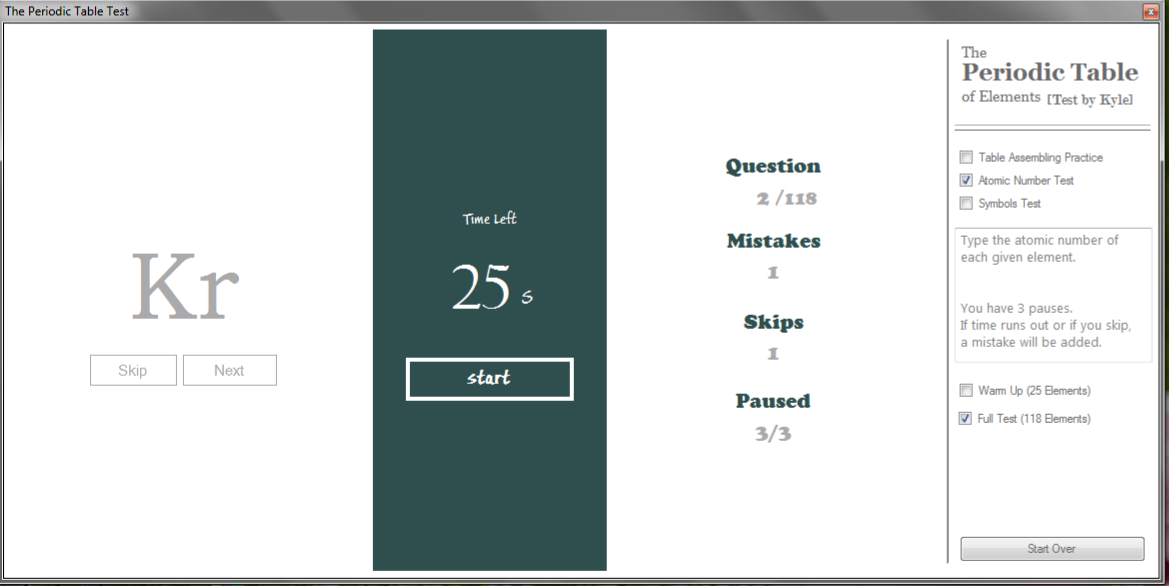 The Periodic Table Test
Kr
Skip
Next
Time Left
25 s
start
Question
2 /118
Mistakes
1
Skips
1
Paused
3/3
The
Periodic Table
of Elements [Test by Kyle]
Table Assembling Practice
Atomic Number Test
Symbols Test
Type the atomic number of
each given element.
You have 3 pauses.
If time runs out or if you skip,
a mistake will be added.
Warm Up (25 Elements)
Full Test (118 Elements)
Start Over